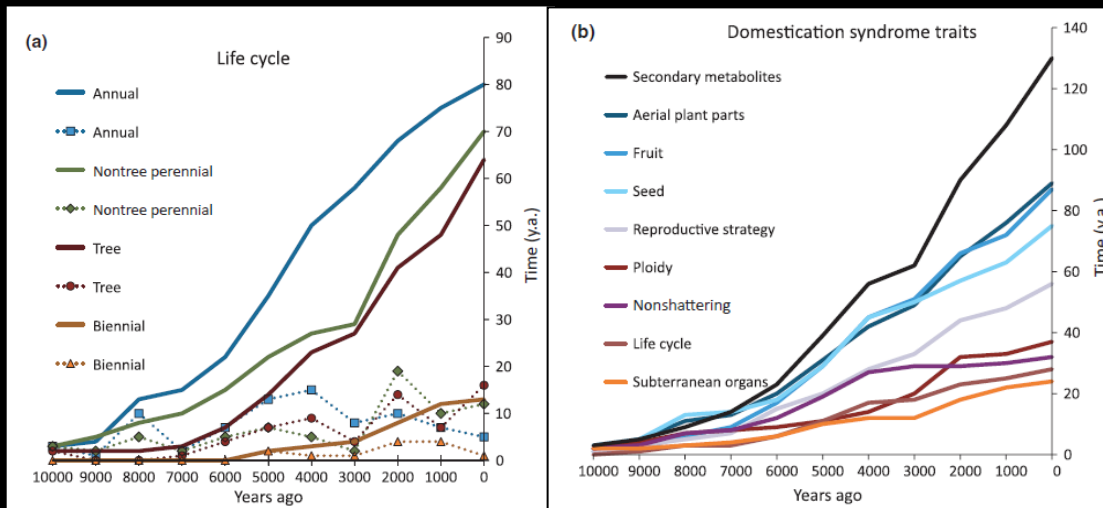 (a)
Life cycle
Annual
Annual
Nontree perennial
Nontree perennial
Tree
Tree
Biennial
Biennial
90
80
70
60
50
40
30
20
10
0
Time (y.a.)
10000 9000 8000 7000 6000 5000 4000 3000 2000 1000 0
Years ago
(b)
Domestication syndrome traits
Secondary metabolites
Aerial plant parts
Fruit
Seed
Reproductive strategy
Ploidy
Nonshattering
Life cycle
Subterranean organs
140
120
100
80
60
40
20
0
Time (y.a.)
10000 9000 8000 7000 6000 5000 4000 3000 2000 1000 0
Years ago